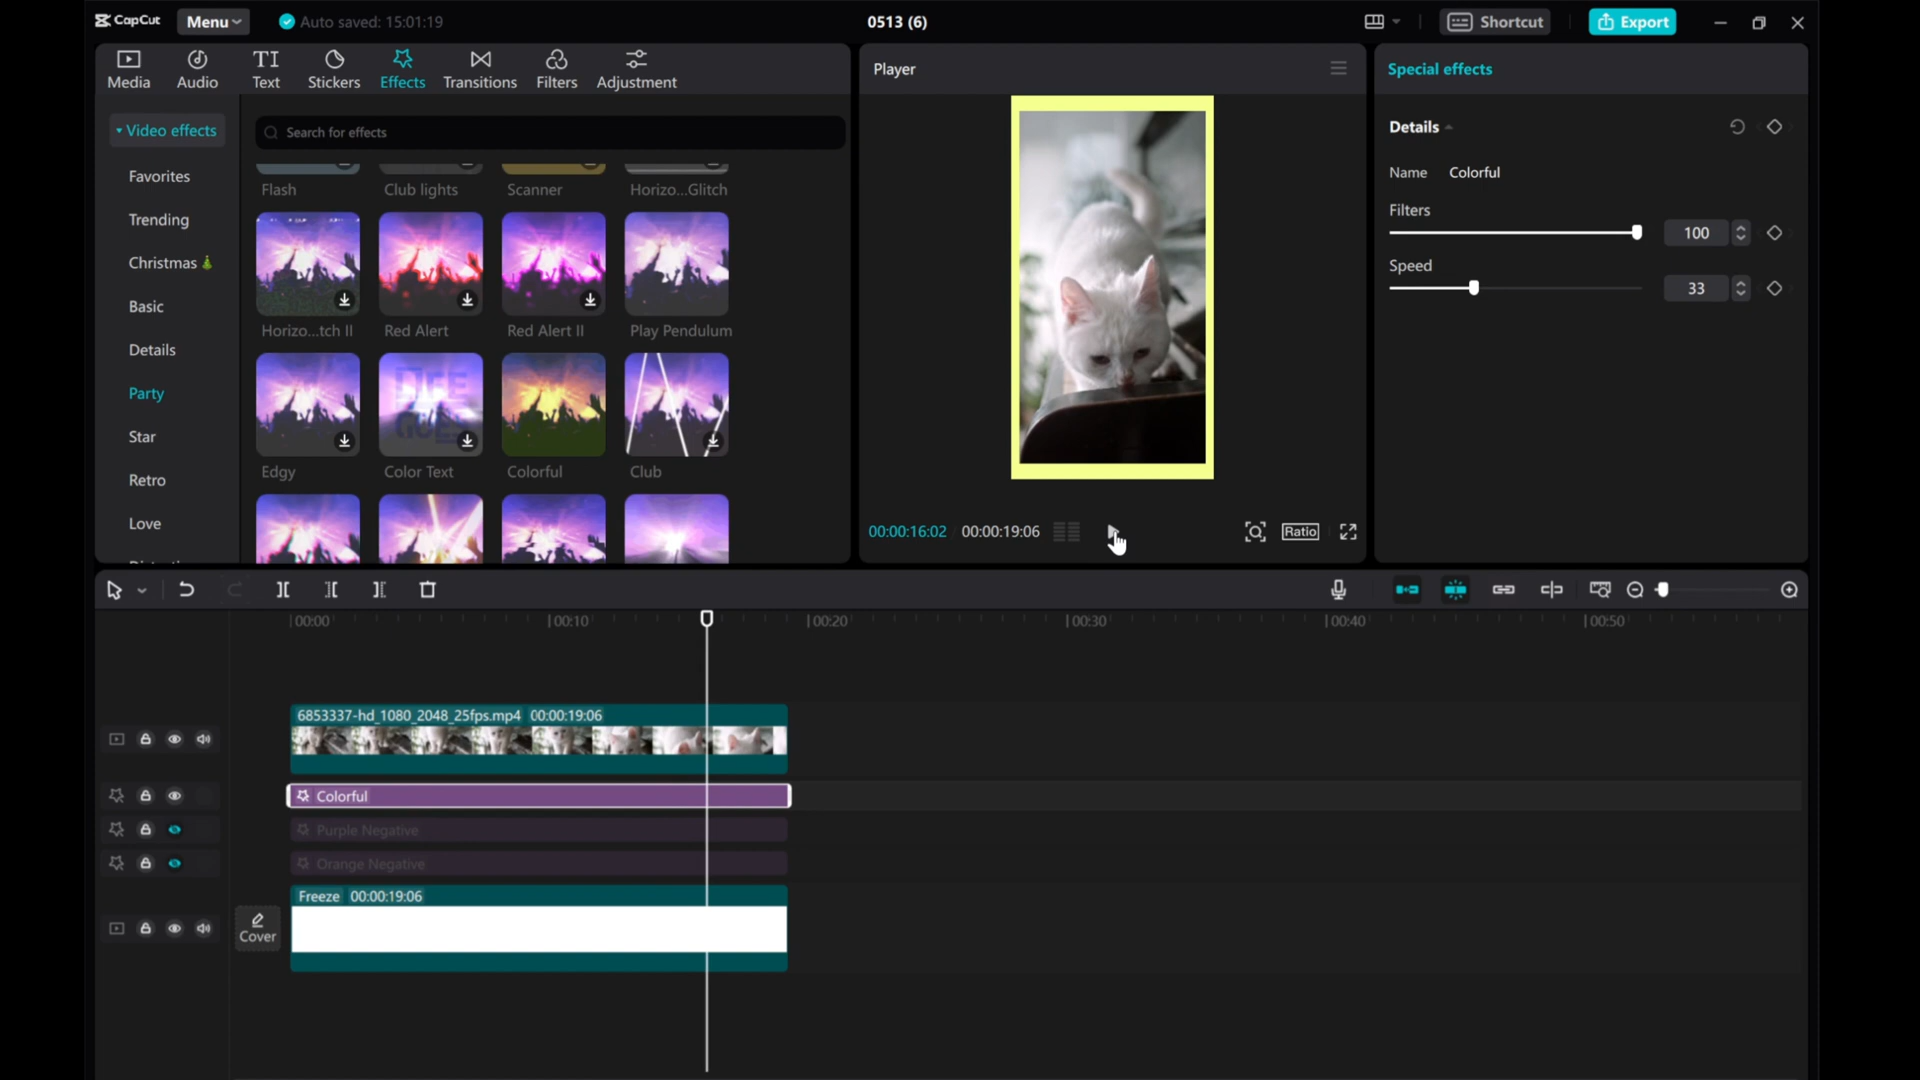 CapCut Menu Auto saved: 15:01:19 0513 (6) Shortcut Export
Media Audio Text Stickers Effects Transitions Filters Adjustment
Player
Special effects
Video effects
Favorites
Trending
Christmas
Basic
Details
Party
Star
Retro
Love
Search for effects
Flash Club lights Scanner Horizo...Glitch
Horizo...tch II Red Alert Red Alert II Play Pendulum
Edgy Color Text Colorful Club
00:00:16:02 00:00:19:06 Ratio
Details
Name Colorful
Filters
100
Speed
33
00:00 00:10 00:20 00:30 00:40 00:50
6853337-hd_1080_2048_25fps.mp4 00:00:19:06
Colorful
Purple Negative
Orange Negative
Freeze 00:00:19:06
Cover